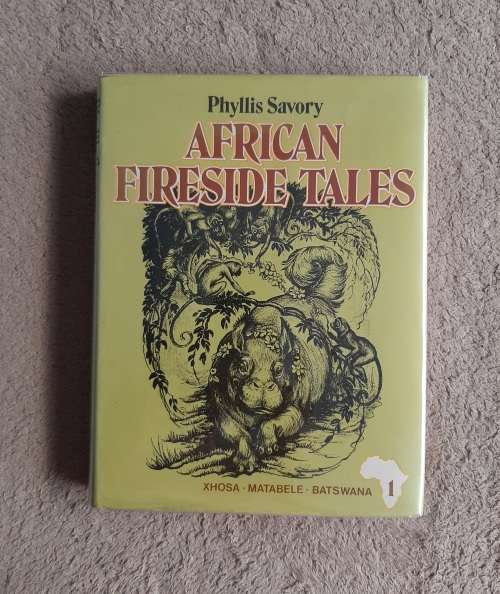 Phyllis Savory
AFRICAN
FIRESIDE TALES
XHOSA · MATABELE · BATSWANA
1